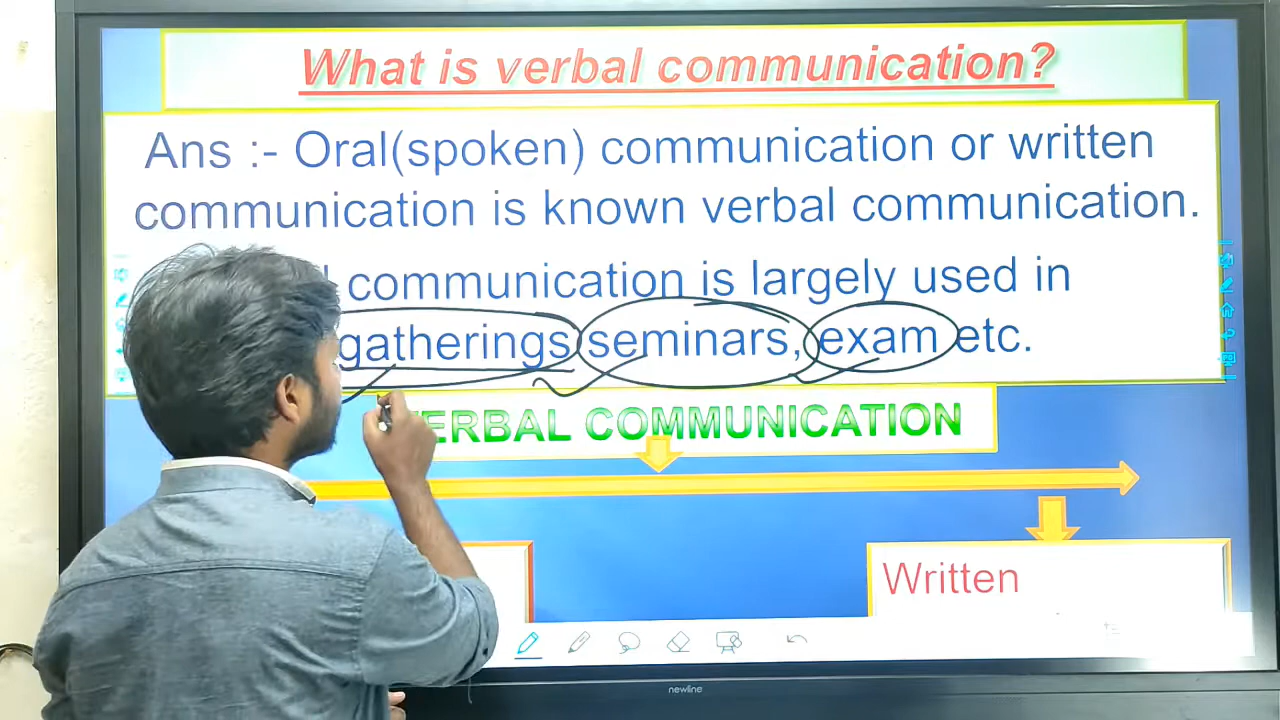 What is verbal communication?
Ans :- Oral(spoken) communication or written
communication is known verbal communication.
communication is largely used in
gatherings seminars, exam etc.
VERBAL COMMUNICATION
Written
newline